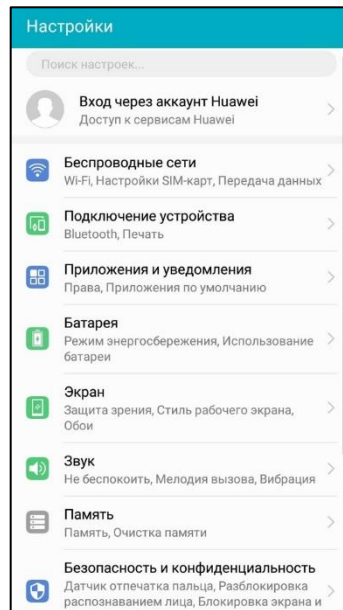 Настройки
Поиск настроек...
Вход через аккаунт Huawei
Доступ к сервисам Huawei
Беспроводные сети
Wi-Fi, Настройки SIM-карт, Передача данных
Подключение устройства
Bluetooth, Печать
Приложения и уведомления
Права, Приложения по умолчанию
Батарея
Режим энергосбережения, Использование
батареи
Экран
Защита зрения, Стиль рабочего экрана,
Обои
Звук
Не беспокоить, Мелодия вызова, Вибрация
Память
Память, Очистка памяти
Безопасность и конфиденциальность
Датчик отпечатка пальца, Разблокировка
распознаванием лица, Блокировка экрана и